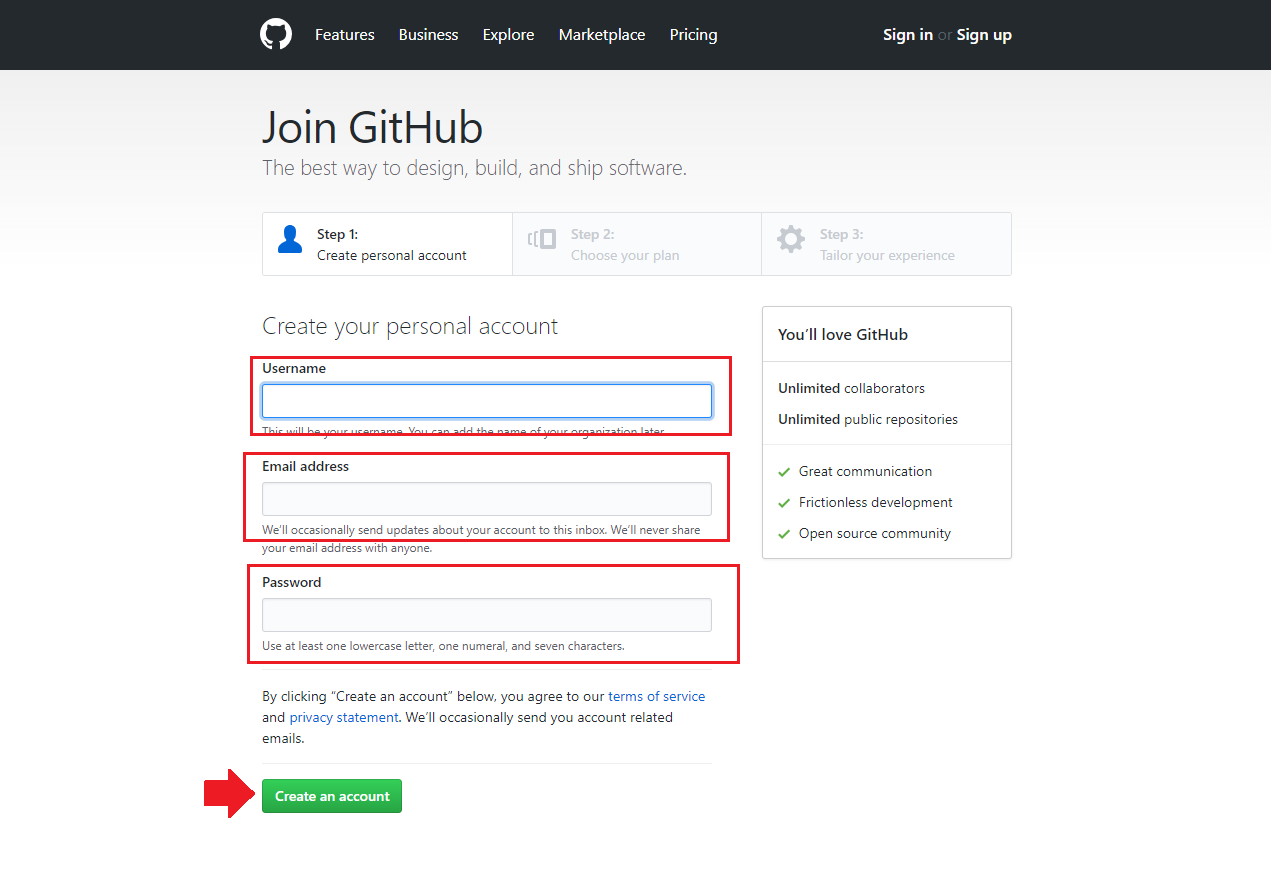 Features Business Explore Marketplace Pricing Sign in or Sign up
Join GitHub
The best way to design, build, and ship software.
Step 1:
Create personal account
Step 2:
Choose your plan
Step 3:
Tailor your experience
Create your personal account
Username
This will be your username. You can add the name of your organization later.
Email address
We'll occasionally send updates about your account to this inbox. We'll never share
your email address with anyone.
Password
Use at least one lowercase letter, one numeral, and seven characters.
By clicking “Create an account” below, you agree to our terms of service
and privacy statement. We'll occasionally send you account related
emails.
Create an account
You'll love GitHub
Unlimited collaborators
Unlimited public repositories
Great communication
Frictionless development
Open source community